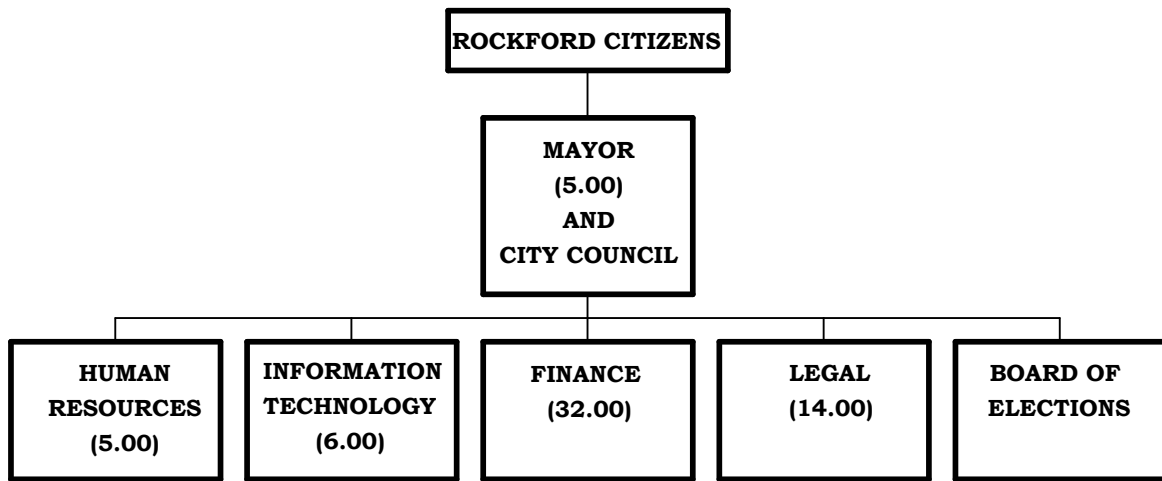 ROCKFORD CITIZENS
MAYOR
(5.00)
AND
CITY COUNCIL
HUMAN
RESOURCES
(5.00)
INFORMATION
TECHNOLOGY
(6.00)
FINANCE
(32.00)
LEGAL
(14.00)
BOARD OF
ELECTIONS